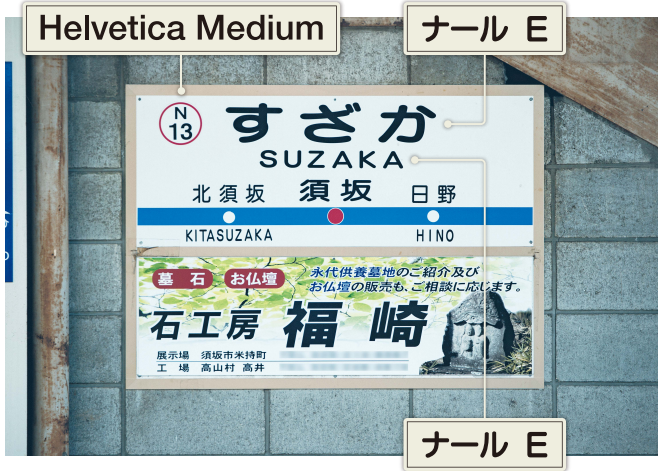 Helvetica Medium
ナール E
N
13
すざか
SUZAKA
北須坂 須坂 日野
KITASUZAKA HINO
墓石 お仏壇
永代供養墓地のご紹介及び
お仏壇の販売も、ご相談に応じます。
石工房 福崎
展示場 須坂市米持町
工場 高山村 高井
ナール E